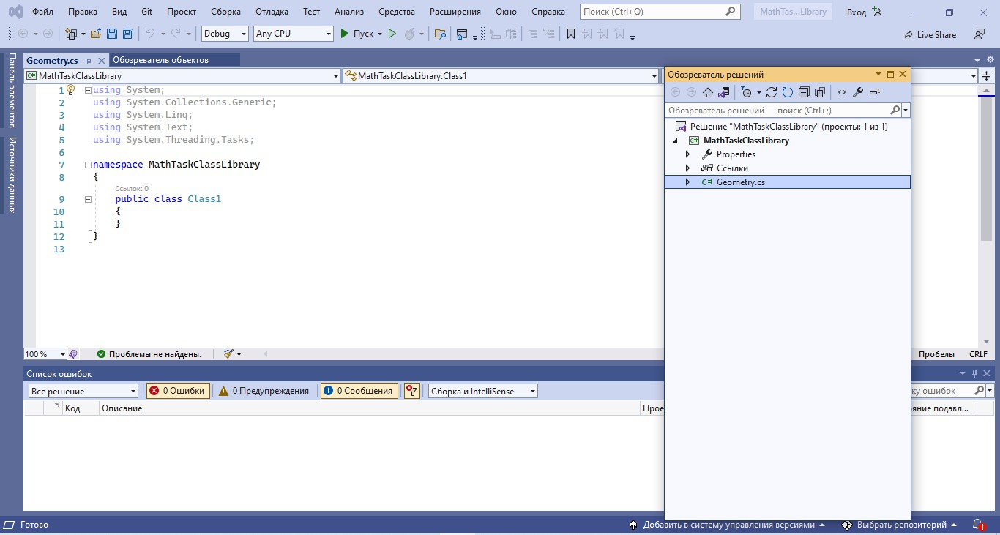 Файл Правка Вид Git Проект Сборка Отладка Тест Анализ Средства Расширения Окно Справка Поиск (Ctrl+Q) MathTas...Library Вход
Debug Any CPU Пуск Live Share
Панель элементов
Источники данных
Geometry.cs Обозреватель объектов
MathTaskClassLibrary MathTaskClassLibrary.Class1
1 using System;
2 using System.Collections.Generic;
3 using System.Linq;
4 using System.Text;
5 using System.Threading.Tasks;
6
7 namespace MathTaskClassLibrary
8 {
Ссылок: 0
9 public class Class1
10 {
11 }
12 }
13
100 % Проблемы не найдены. Пробелы CRLF
Обозреватель решений
Обозреватель решений — поиск (Ctrl+;)
Решение "MathTaskClassLibrary" (проекты: 1 из 1)
C# MathTaskClassLibrary
Properties
Ссылки
C# Geometry.cs
Список ошибок
Все решение 0 Ошибки 0 Предупреждения 0 Сообщения Сборка и IntelliSense ку ошибок
Код Описание Прое яние подавл...
Готово Добавить в систему управления версиями Выбрать репозиторий 1